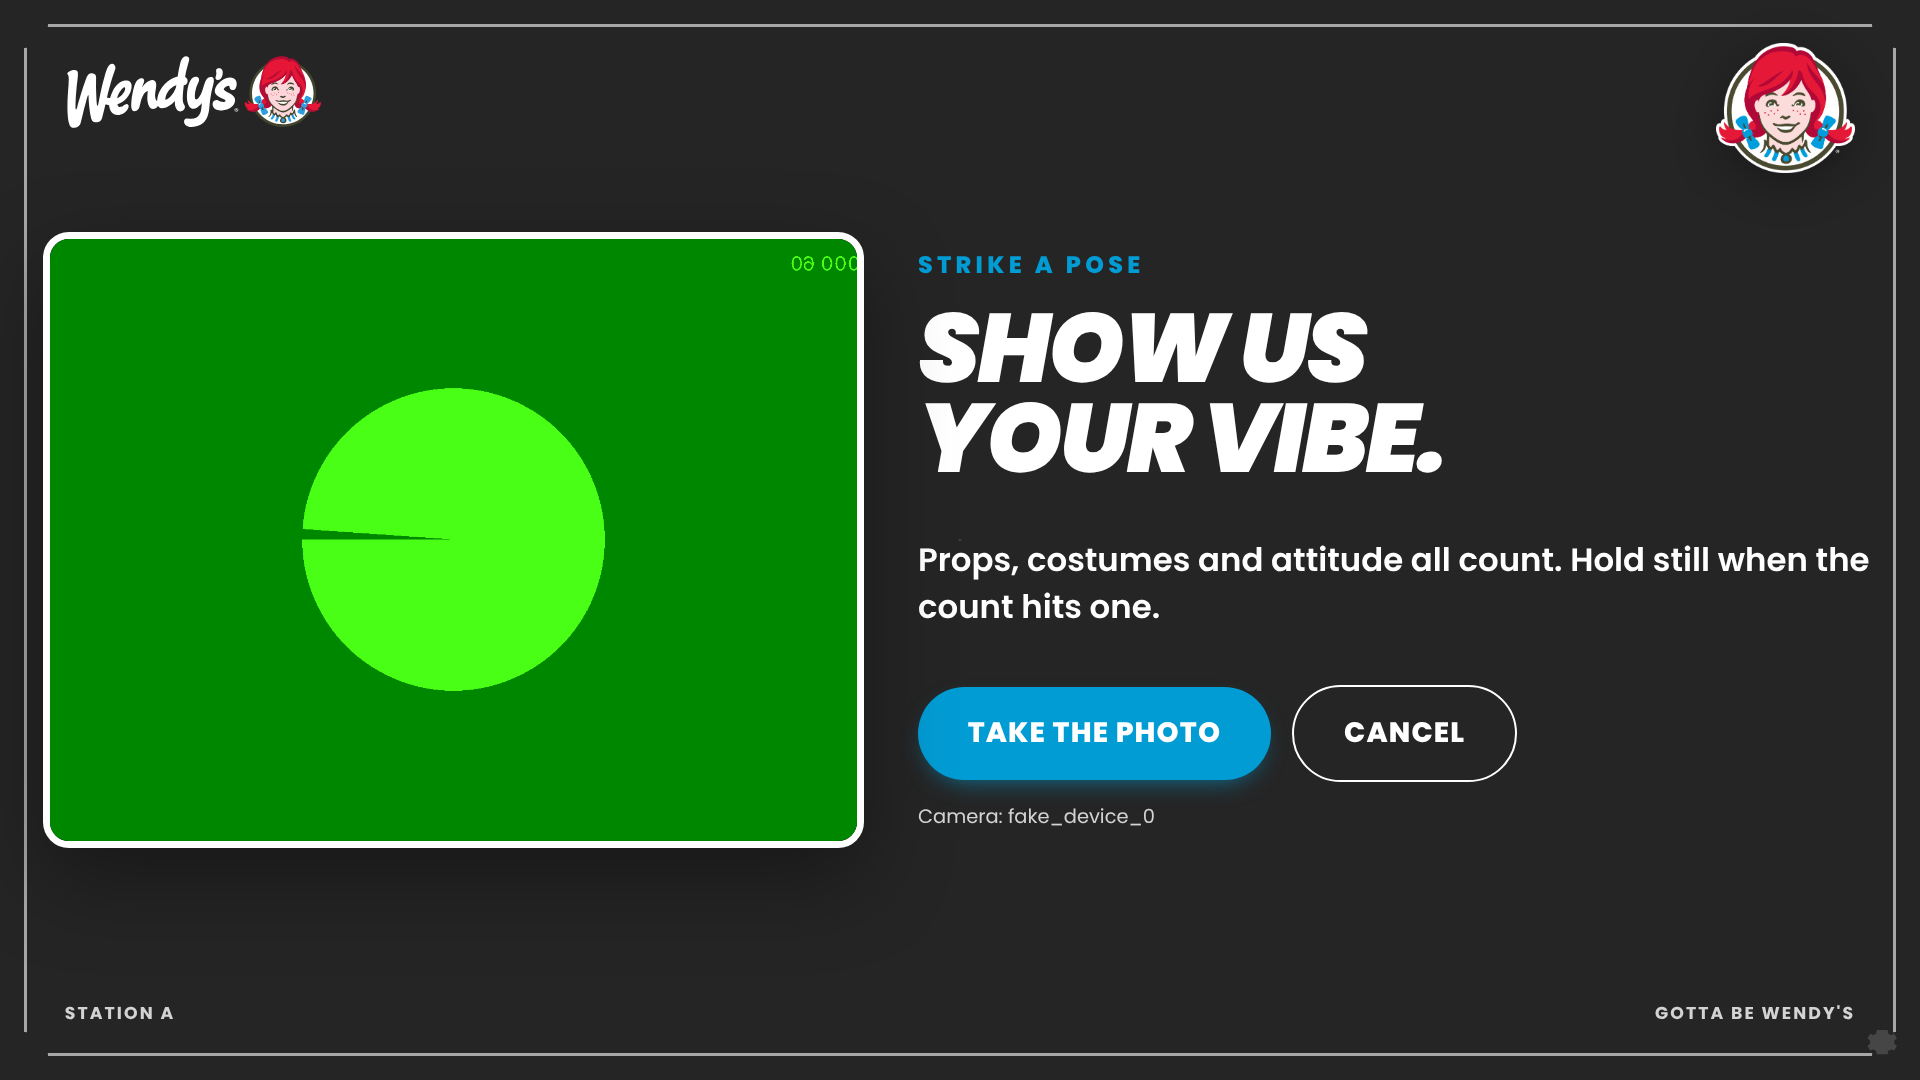 Wendy's
STRIKE A POSE
SHOW US
YOUR VIBE.
Props, costumes and attitude all count. Hold still when the
count hits one.
TAKE THE PHOTO
CANCEL
Camera: fake_device_0
STATION A
GOTTA BE WENDY'S